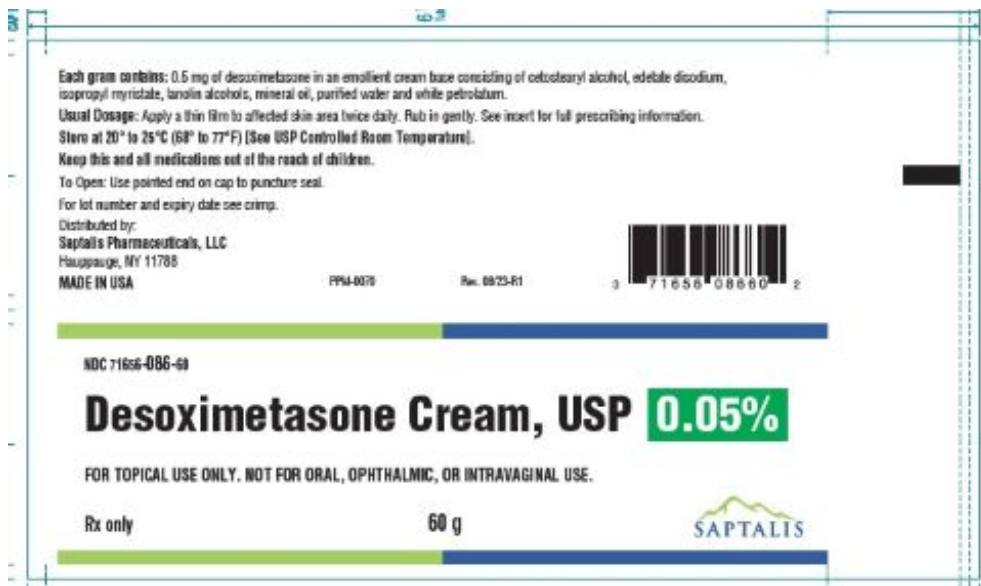 Each gram contains: 0.5 mg of desoximetasone in an emollient cream base consisting of cetostearyl alcohol, edetate disodium,
isopropyl myristate, lanolin alcohols, mineral oil, purified water and white petrolatum.
Usual Dosage: Apply a thin film to affected skin area twice daily. Rub in gently. See insert for full prescribing information.
Store at 20° to 25°C (68° to 77°F) [See USP Controlled Room Temperature].
Keep this and all medications out of the reach of children.
To Open: Use pointed end on cap to puncture seal.
For lot number and expiry date see crimp.
Distributed by:
Saptalis Pharmaceuticals, LLC
Hauppauge, NY 11788
MADE IN USA Rev. 08/23-R1 3 71656 08660 2
NDC 71656-086-60
Desoximetasone Cream, USP 0.05%
FOR TOPICAL USE ONLY. NOT FOR ORAL, OPHTHALMIC, OR INTRAVAGINAL USE.
Rx only 60 g SAPTALIS